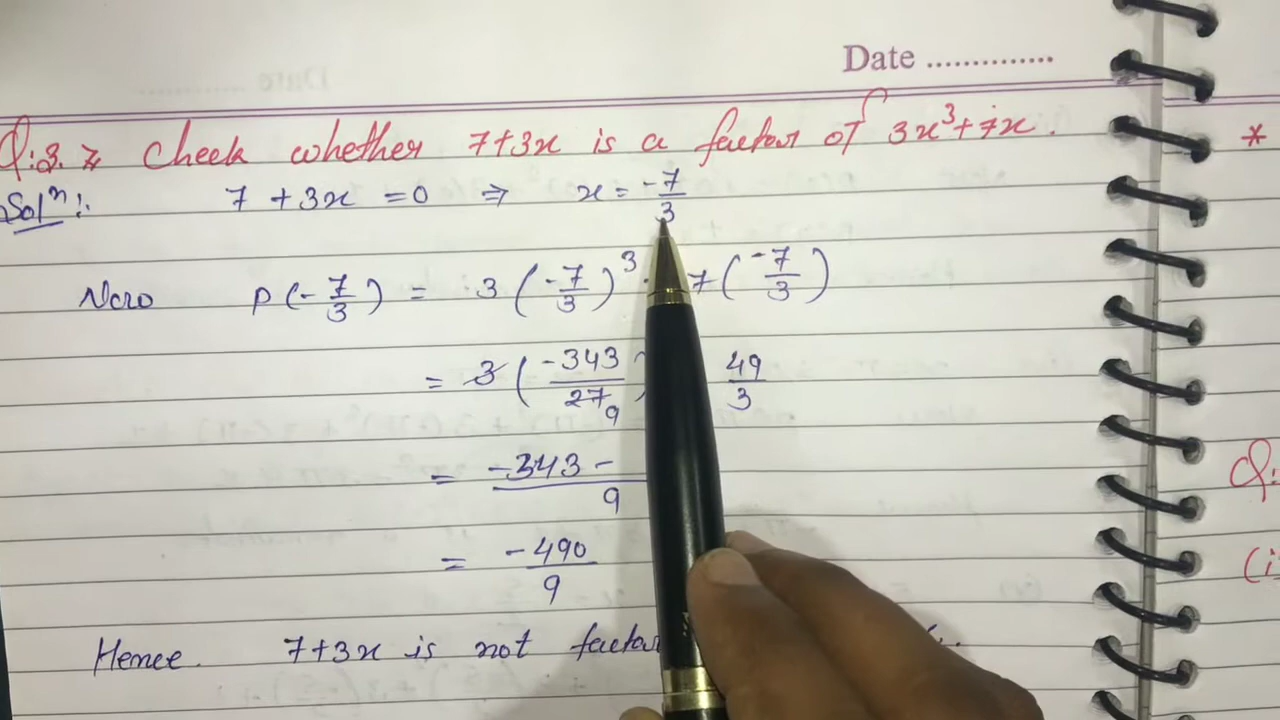 Date ..............
Q:3. Check whether 7+3x is a factor of 3x³+7x.
Solⁿ:. 7 + 3x = 0 ⇒ x = -7/3
Now P(-7/3) = 3(-7/3)³ 7(-7/3)
= 3(-343/27 9 49/3
= -343 - / 9
= -490/9
Hence. 7+3x is not factor
*
Q:
(i